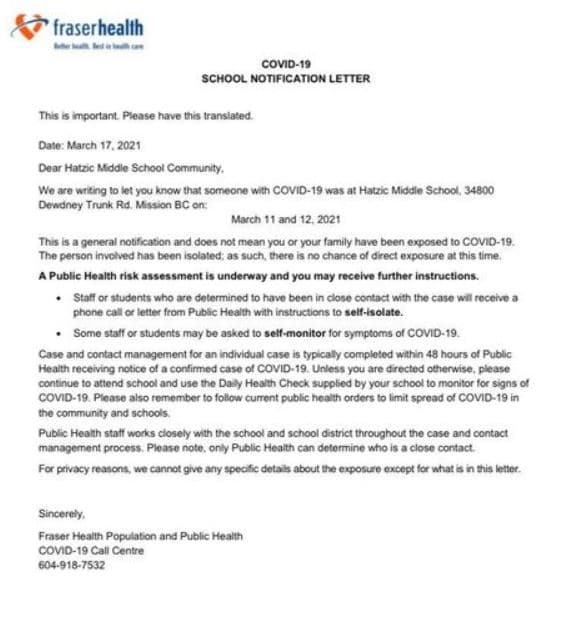 fraserhealth
Better health. Best in health care
COVID-19
SCHOOL NOTIFICATION LETTER
This is important. Please have this translated.
Date: March 17, 2021
Dear Hatzic Middle School Community,
We are writing to let you know that someone with COVID-19 was at Hatzic Middle School, 34800
Dewdney Trunk Rd. Mission BC on:
March 11 and 12, 2021
This is a general notification and does not mean you or your family have been exposed to COVID-19.
The person involved has been isolated; as such, there is no chance of direct exposure at this time.
A Public Health risk assessment is underway and you may receive further instructions.
• Staff or students who are determined to have been in close contact with the case will receive a
phone call or letter from Public Health with instructions to self-isolate.
• Some staff or students may be asked to self-monitor for symptoms of COVID-19.
Case and contact management for an individual case is typically completed within 48 hours of Public
Health receiving notice of a confirmed case of COVID-19. Unless you are directed otherwise, please
continue to attend school and use the Daily Health Check supplied by your school to monitor for signs of
COVID-19. Please also remember to follow current public health orders to limit spread of COVID-19 in
the community and schools.
Public Health staff works closely with the school and school district throughout the case and contact
management process. Please note, only Public Health can determine who is a close contact.
For privacy reasons, we cannot give any specific details about the exposure except for what is in this letter.
Sincerely,
Fraser Health Population and Public Health
COVID-19 Call Centre
604-918-7532